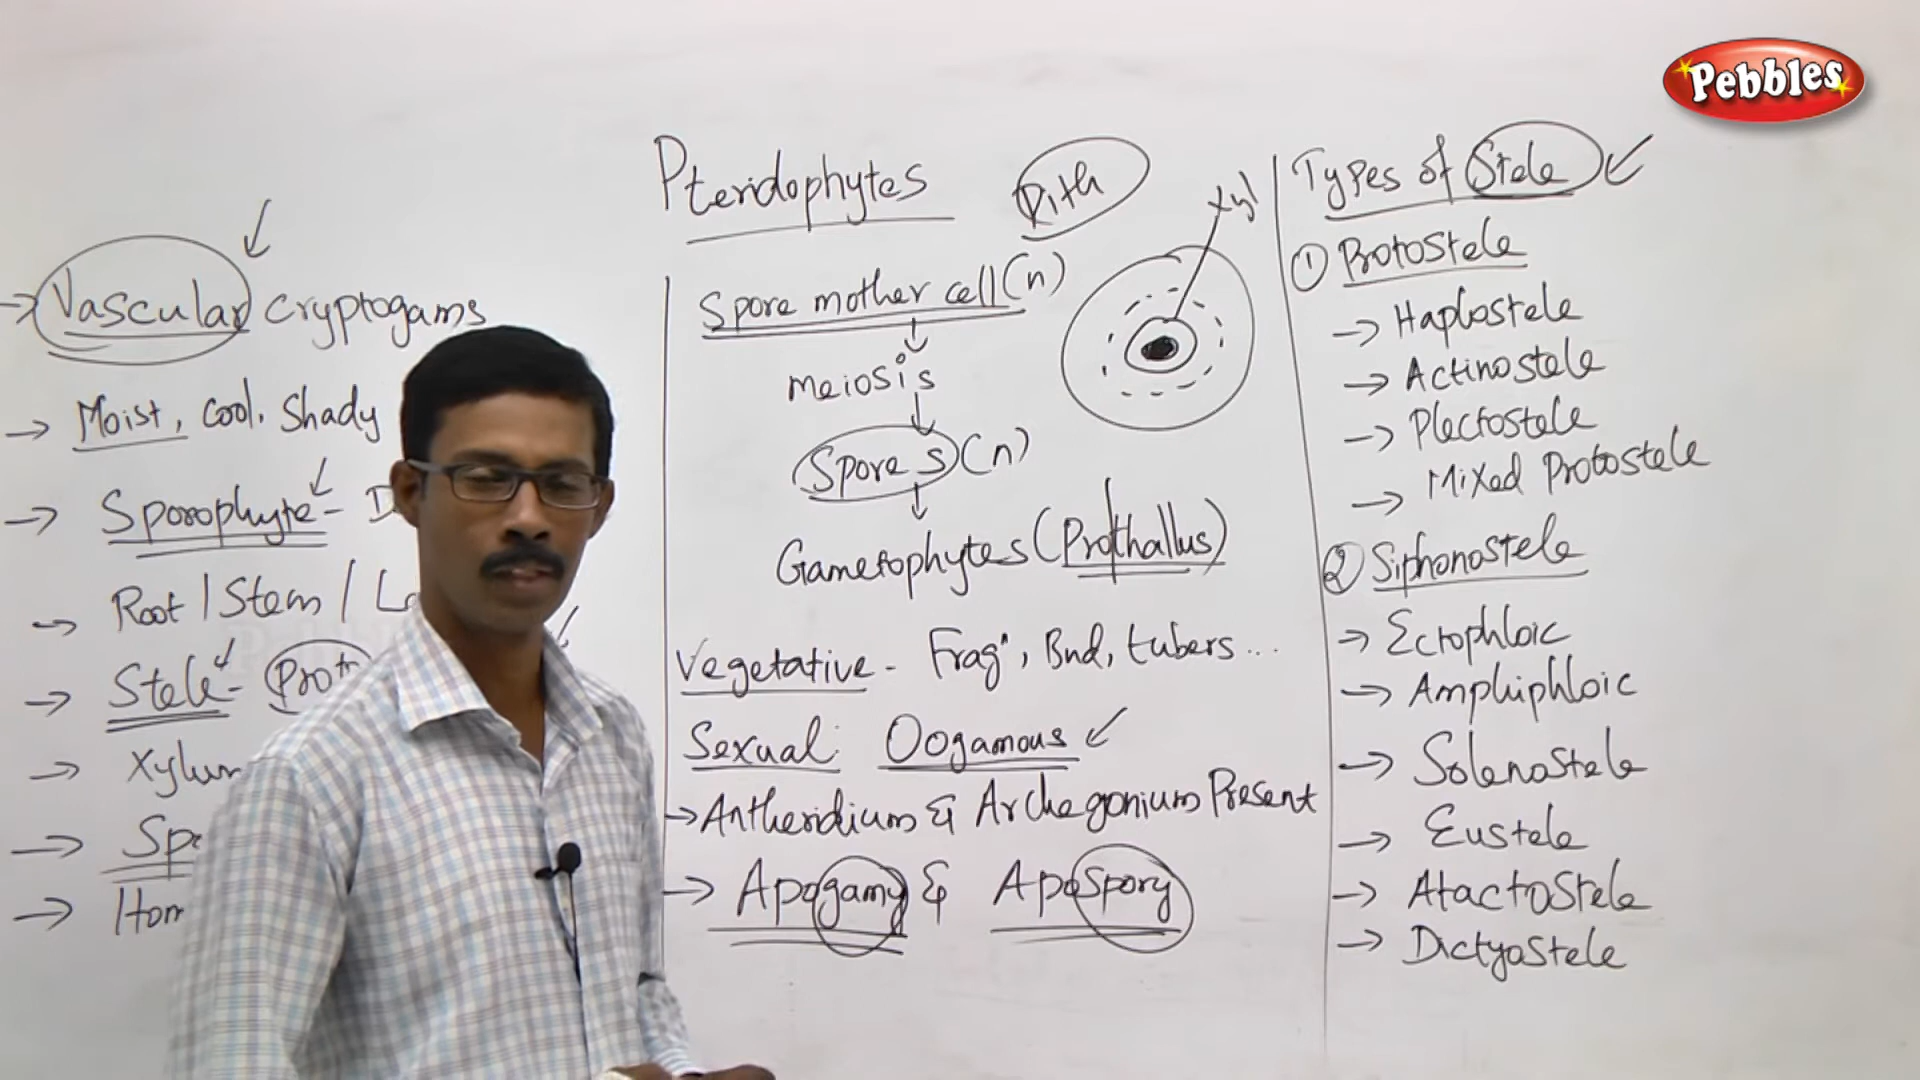 Pebbles
Pteridophytes
Pith
Xyl
→ Vascular cryptogams
→ Moist, Cool, Shady
→ Sporophyte -
→ Root / Stem /
→ Stele -
→ Xylum
→
→
Spore mother cell (n)
meiosis
Spores (n)
Gametophytes (Prothallus)
Vegetative - Frag", Bud, tubers ...
Sexual: Oogamous
→ Antheridium & Archegonium Present
→ Apogamy & Apospory
Types of Stele
① Protostele
→ Haplostele
→ Actinostele
→ Plectostele
→ Mixed Protostele
② Siphonostele
→ Ectophloic
→ Amphiphloic
→ Solenostele
→ Eustele
→ Atactostele
→ Dictyostele